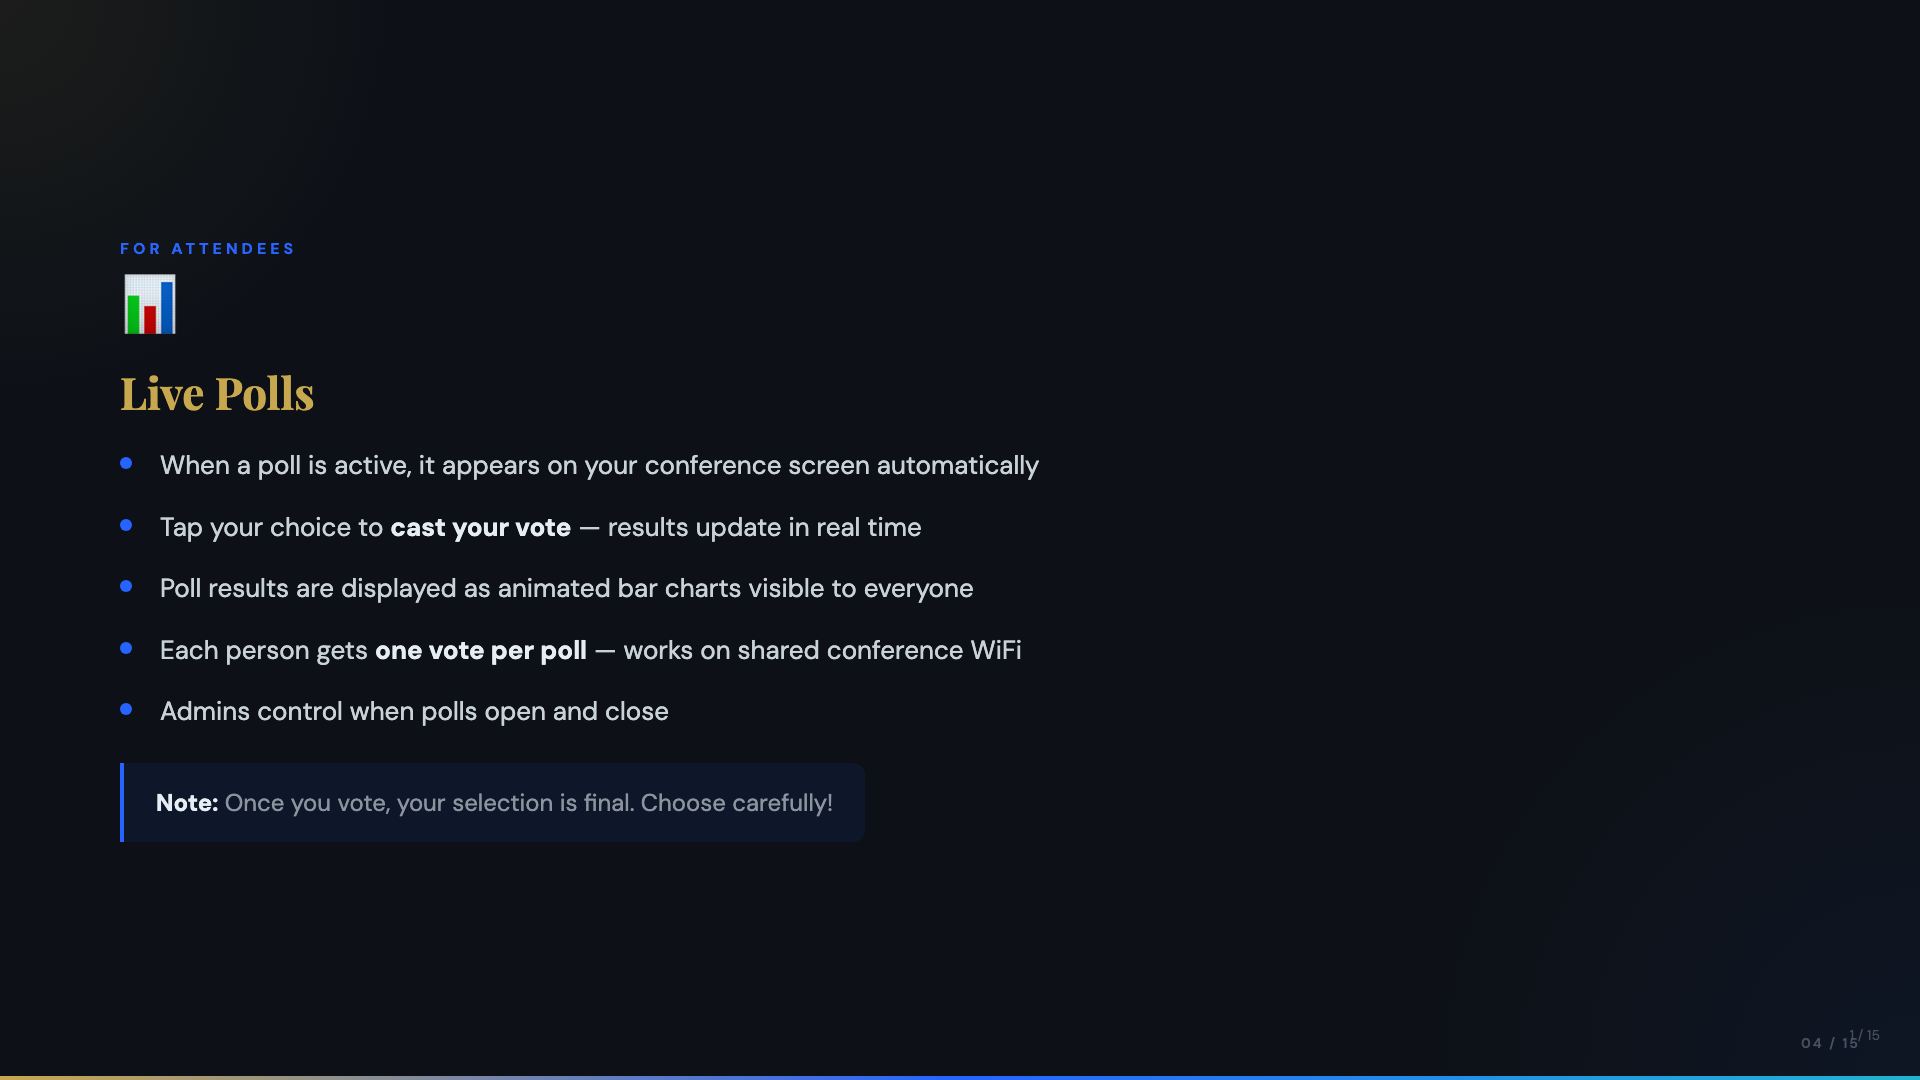 FOR ATTENDEES
Live Polls
When a poll is active, it appears on your conference screen automatically
Tap your choice to cast your vote — results update in real time
Poll results are displayed as animated bar charts visible to everyone
Each person gets one vote per poll — works on shared conference WiFi
Admins control when polls open and close
Note: Once you vote, your selection is final. Choose carefully!
1 / 15
04 / 15